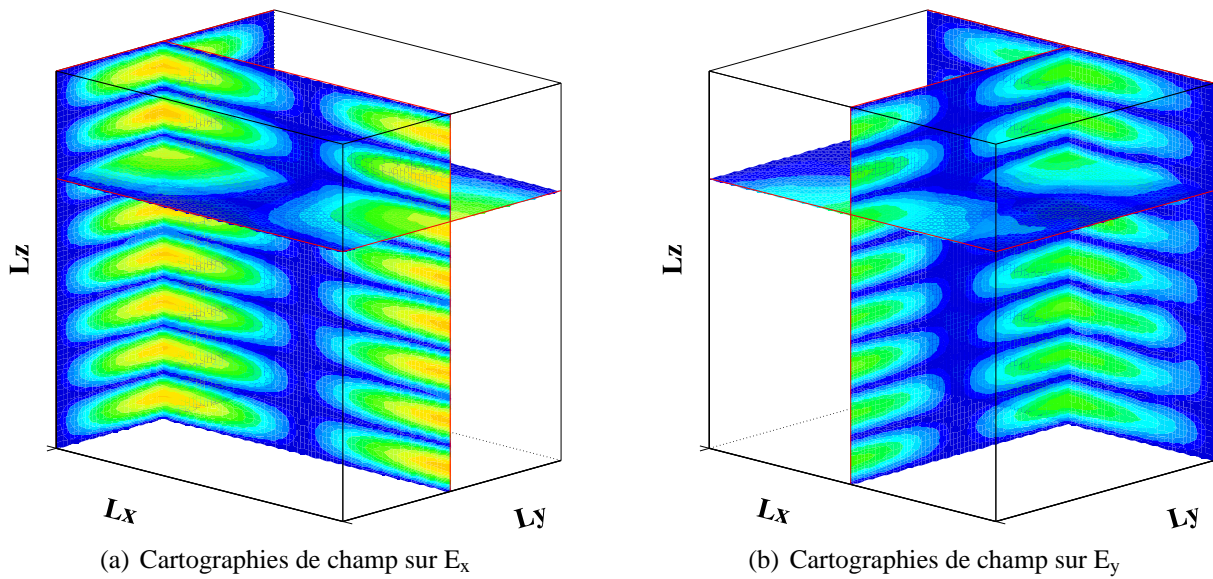 Lz
Lx
Ly
(a) Cartographies de champ sur Ex
Lz
Lx
Ly
(b) Cartographies de champ sur Ey